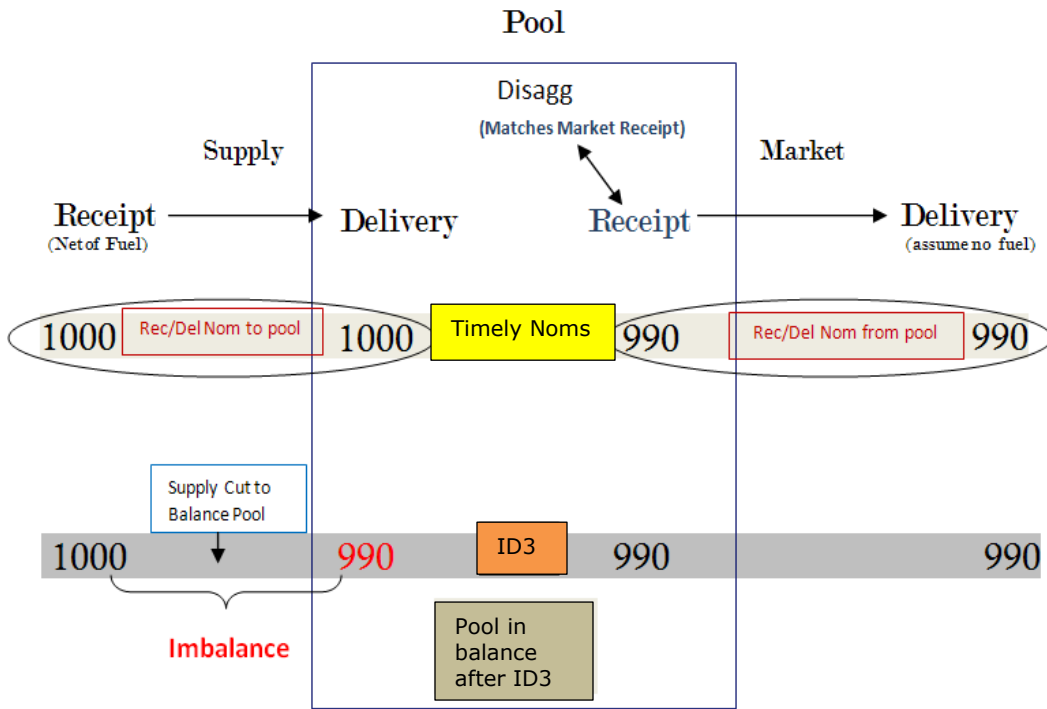 Pool
Disagg
(Matches Market Receipt)
Supply
Market
Receipt
(Net of Fuel)
Delivery
Receipt
Delivery
(assume no fuel)
1000
Rec/Del Nom to pool
1000
Timely Noms
990
Rec/Del Nom from pool
990
Supply Cut to
Balance Pool
1000
990
ID3
990
990
Imbalance
Pool in
balance
after ID3